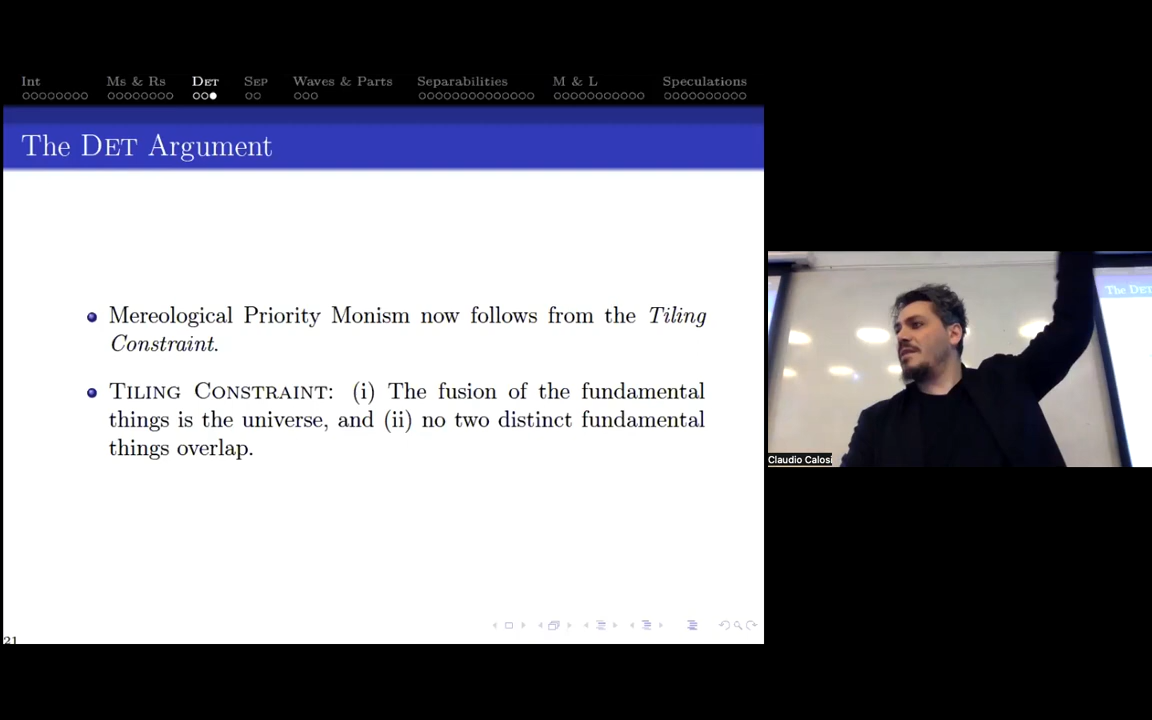 Int Ms & Rs Det Sep Waves & Parts Separabilities M & L Speculations
The Det Argument
Mereological Priority Monism now follows from the Tiling
Constraint.
Tiling Constraint: (i) The fusion of the fundamental
things is the universe, and (ii) no two distinct fundamental
things overlap.
21
The Det
Claudio Calosi